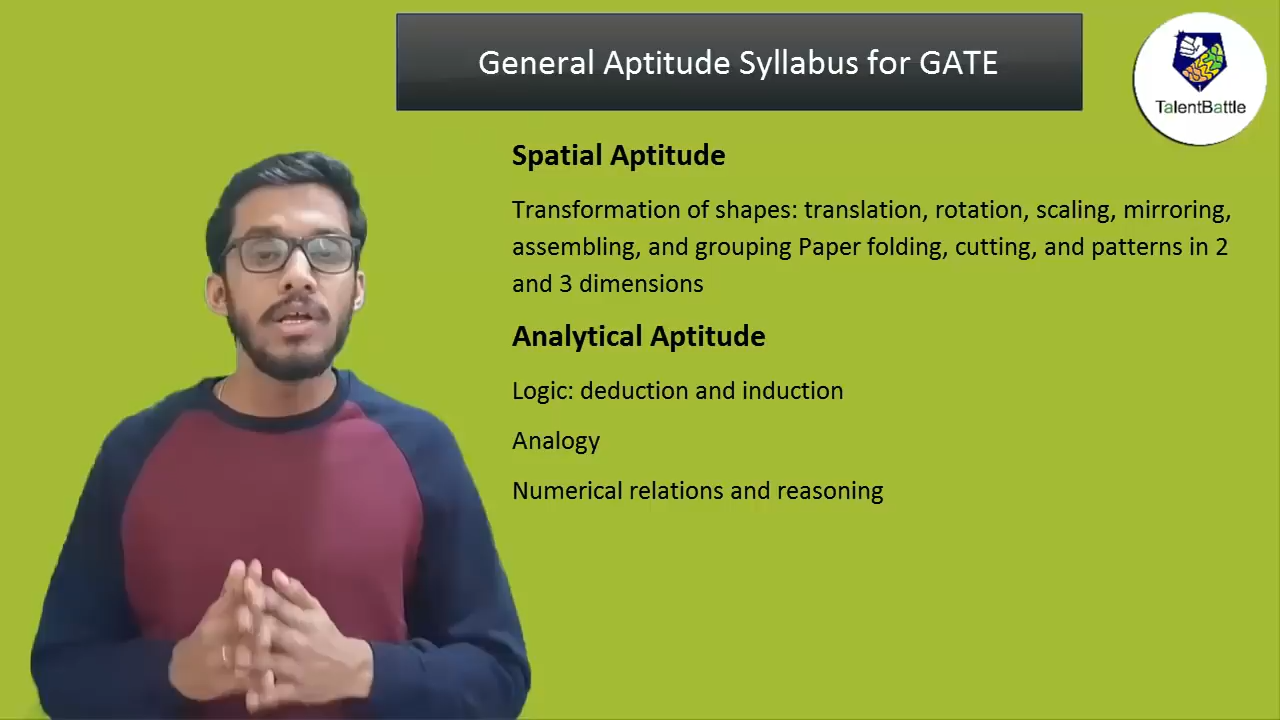 General Aptitude Syllabus for GATE
TalentBattle
Spatial Aptitude
Transformation of shapes: translation, rotation, scaling, mirroring,
assembling, and grouping Paper folding, cutting, and patterns in 2
and 3 dimensions
Analytical Aptitude
Logic: deduction and induction
Analogy
Numerical relations and reasoning